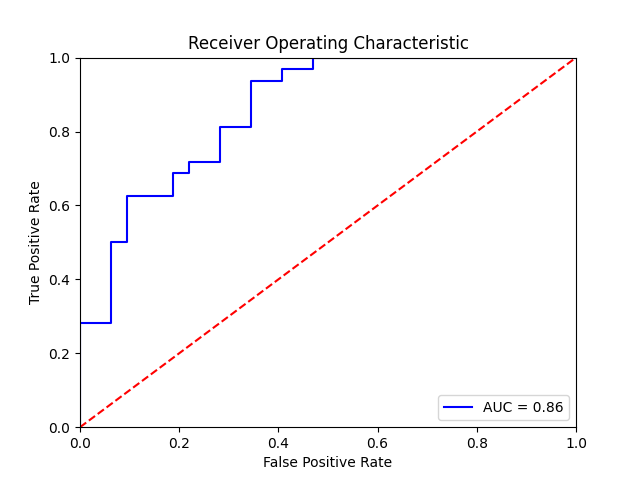 Receiver Operating Characteristic
True Positive Rate
1.0
0.8
0.6
0.4
0.2
0.0
AUC = 0.86
0.0 0.2 0.4 0.6 0.8 1.0
False Positive Rate